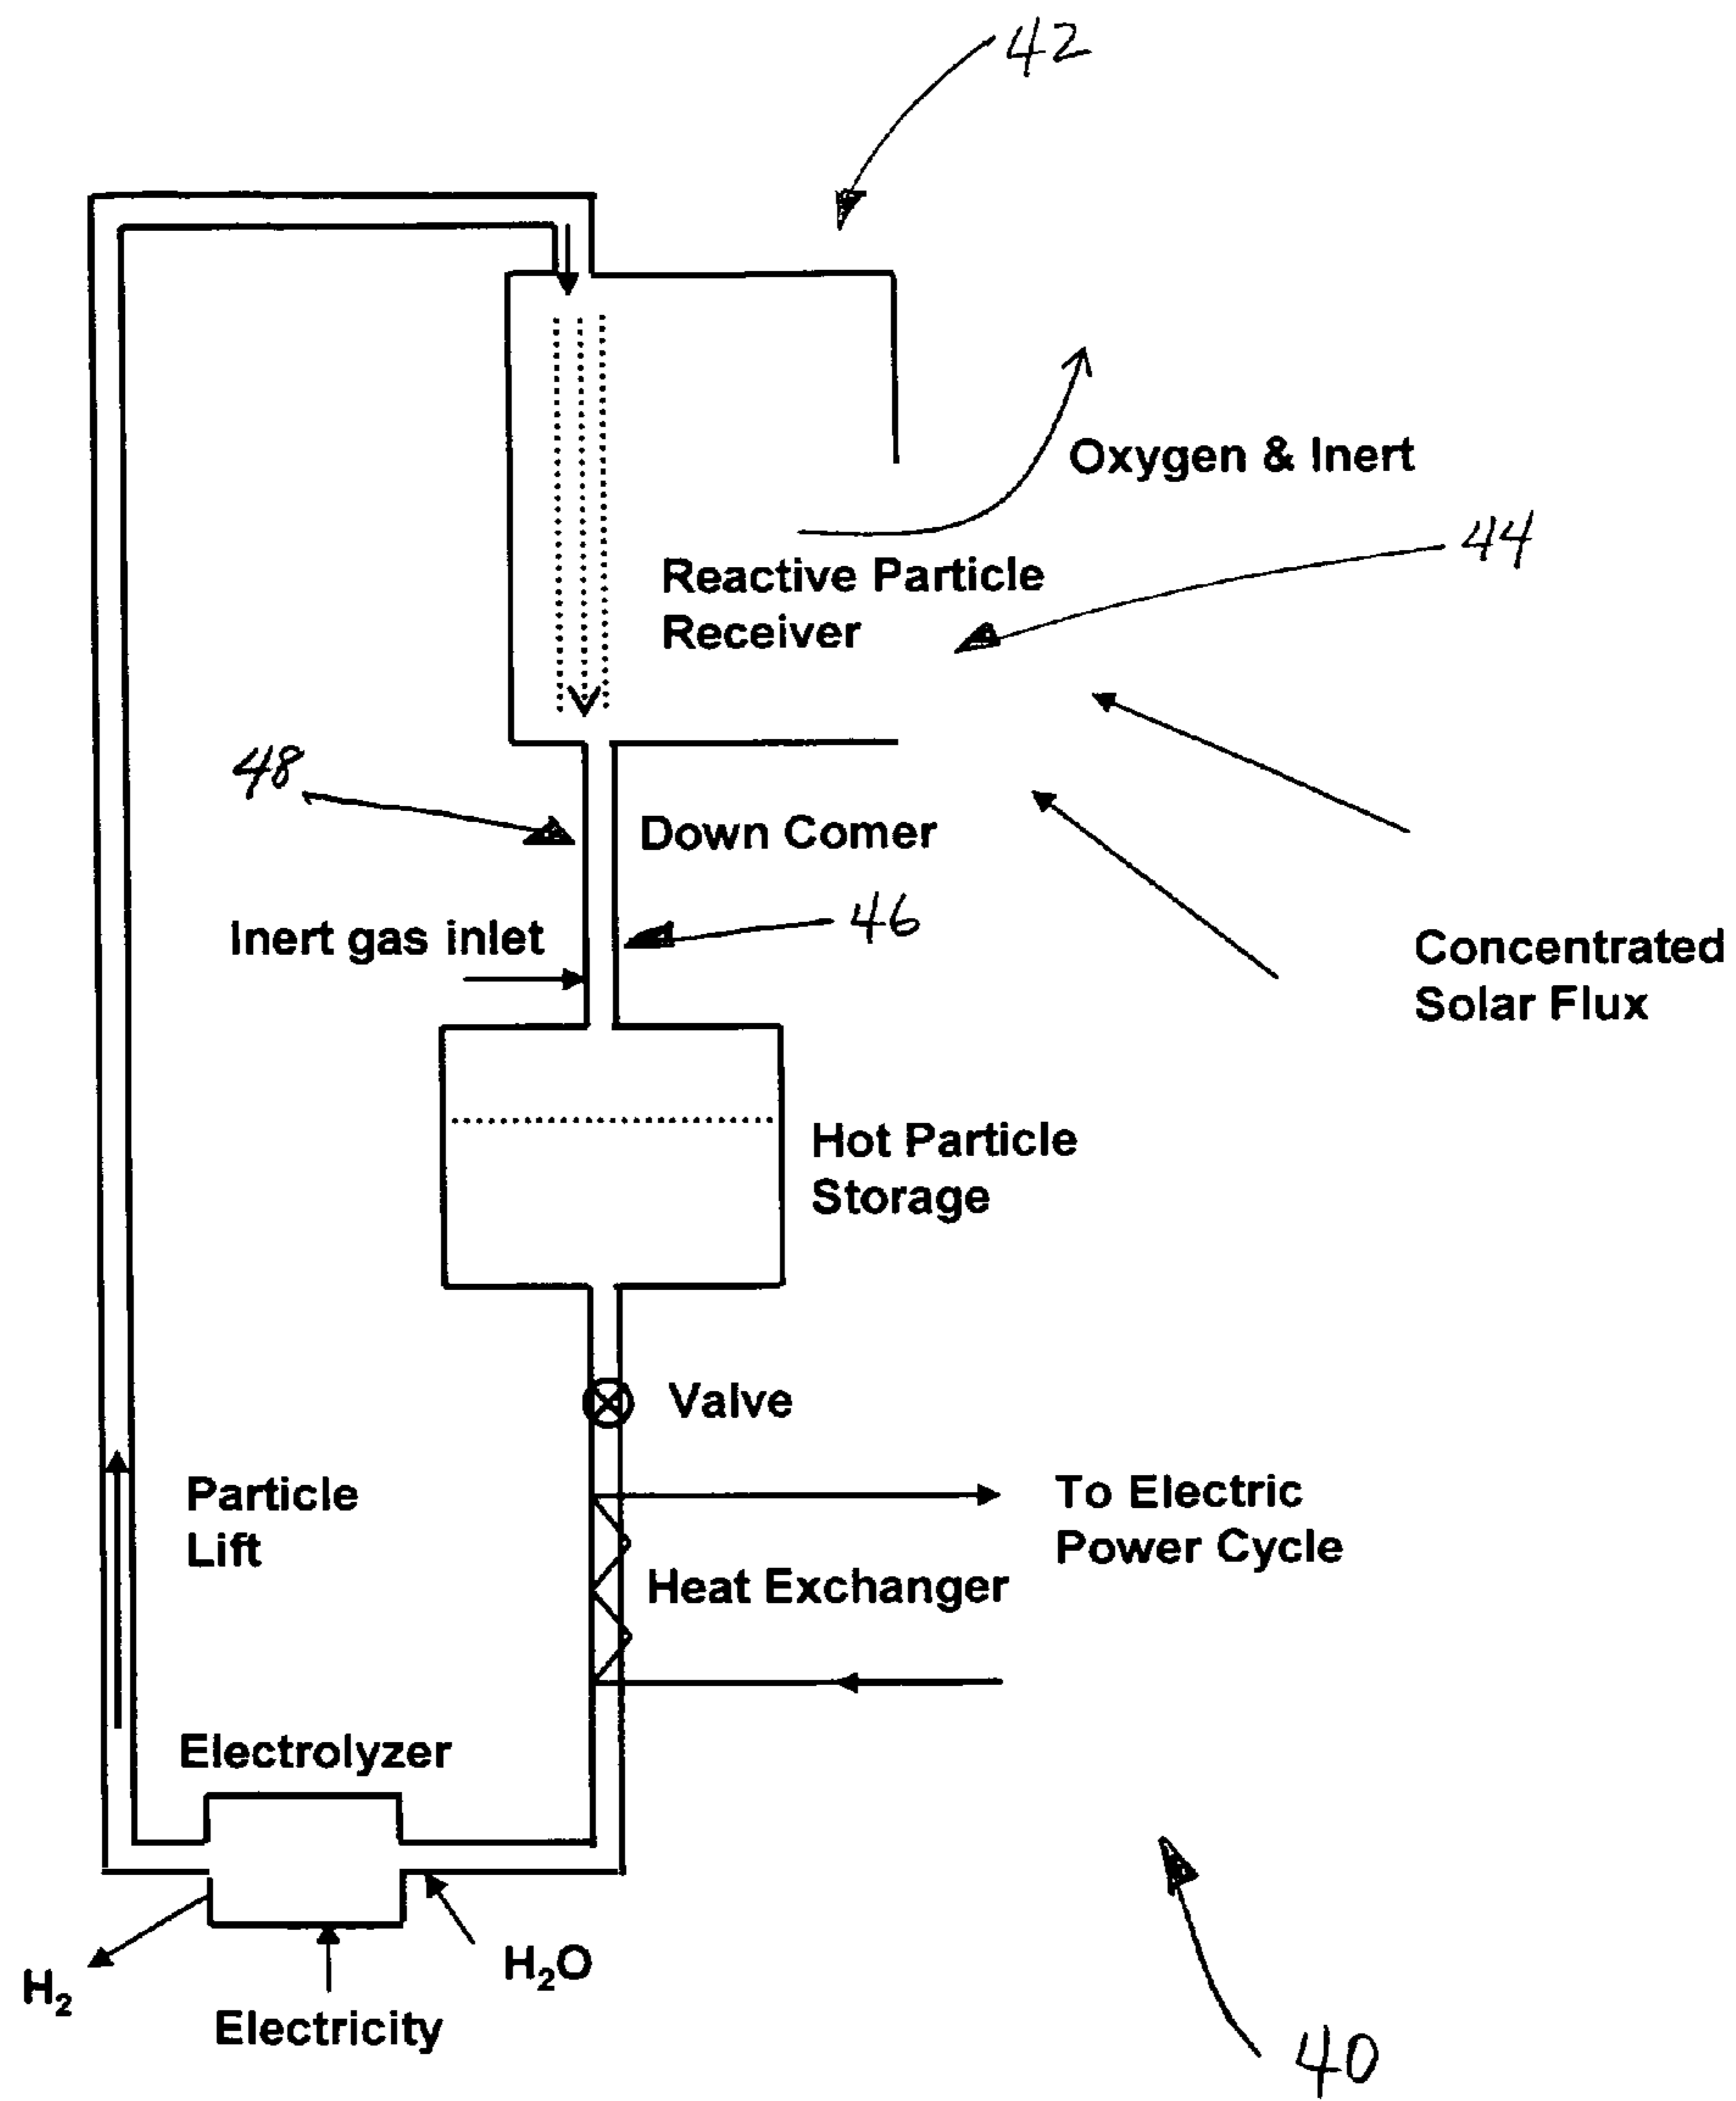 42
Oxygen & Inert
44
Reactive Particle
Receiver
48
Down Comer
46
Inert gas inlet
Concentrated
Solar Flux
Hot Particle
Storage
Valve
Particle
Lift
To Electric
Power Cycle
Heat Exchanger
Electrolyzer
H₂O
H₂
Electricity
40